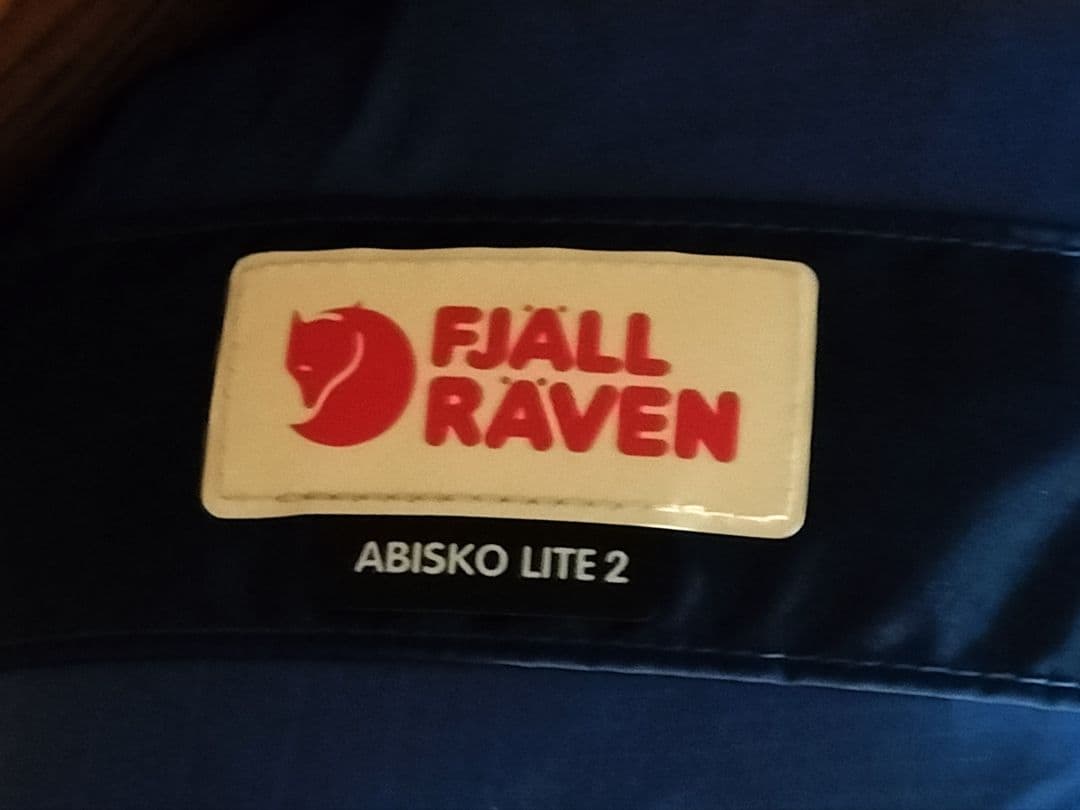 FJÄLL
RÄVEN
ABISKO LITE 2